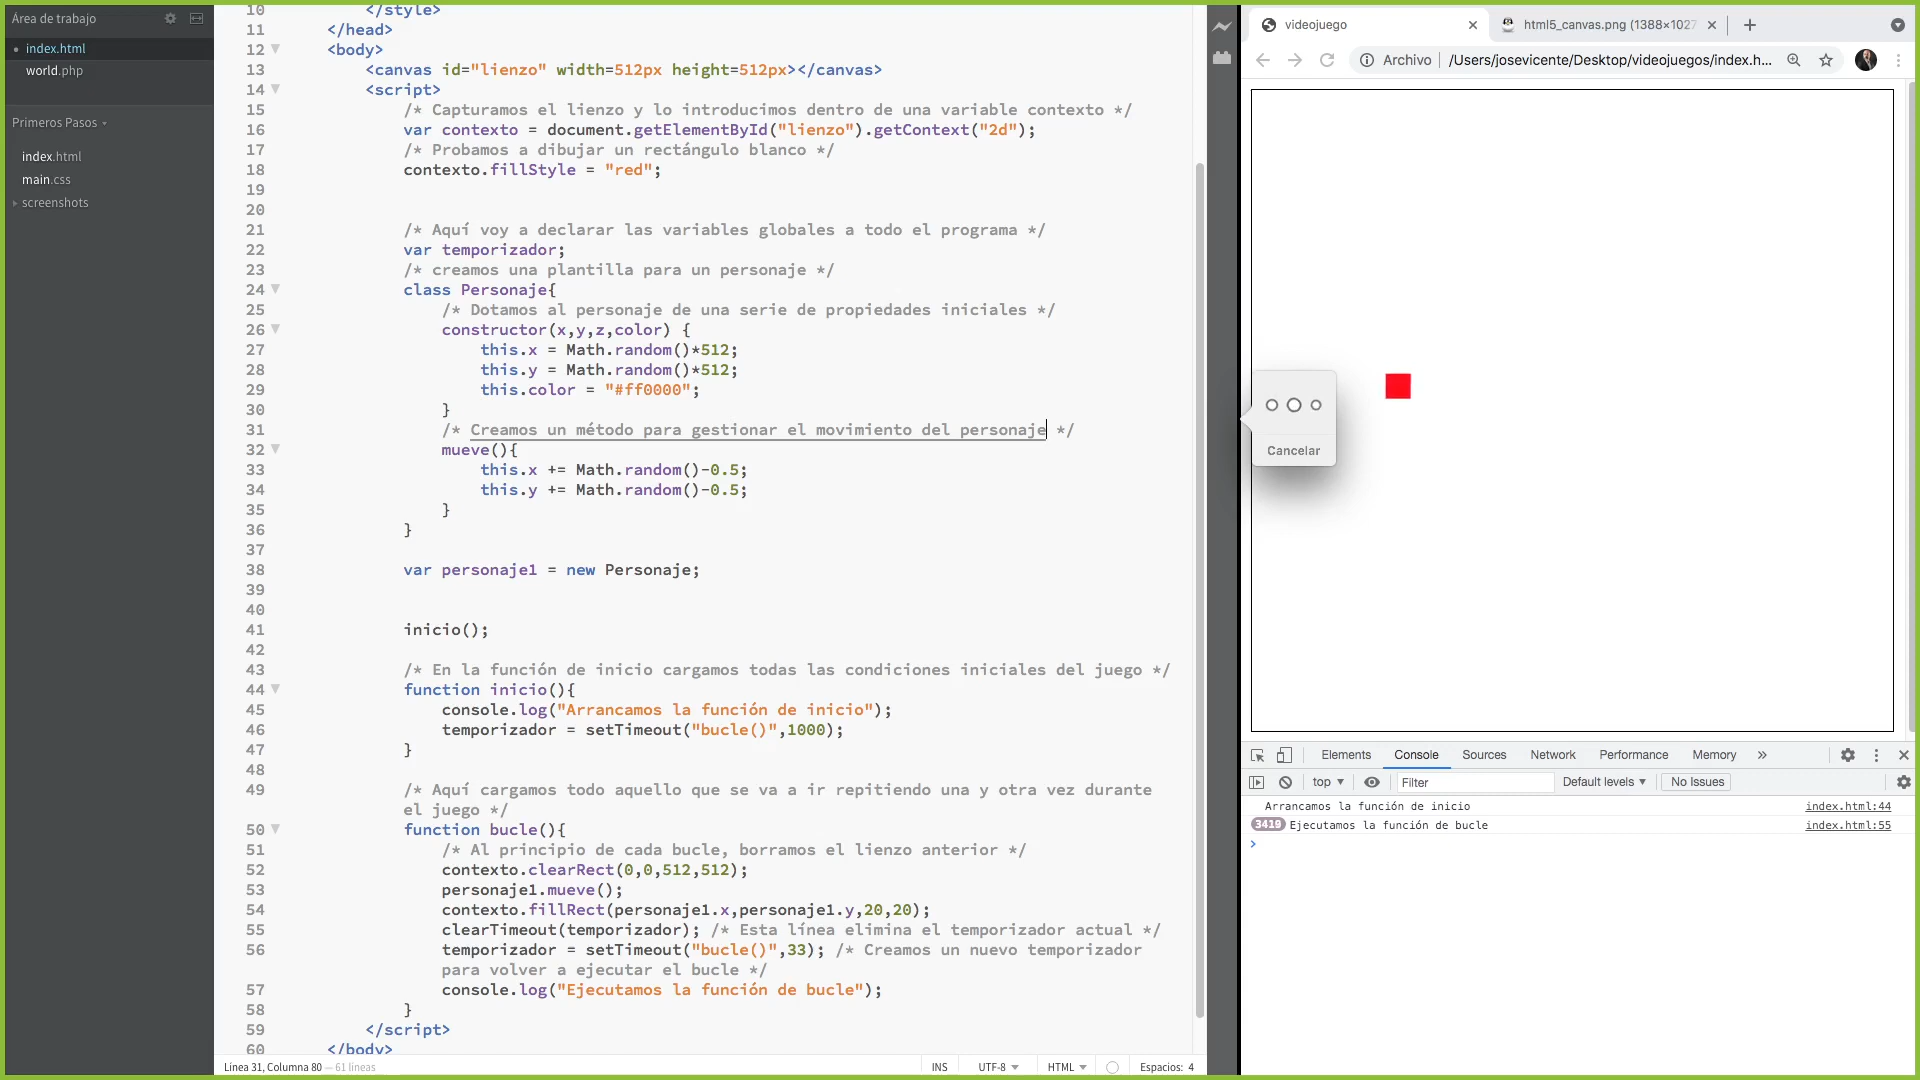 Área de trabajo
index.html
world.php
Primeros Pasos
index.html
main.css
screenshots
10 </style>
11 </head>
12 <body>
13 <canvas id="lienzo" width=512px height=512px></canvas>
14 <script>
15 /* Capturamos el lienzo y lo introducimos dentro de una variable contexto */
16 var contexto = document.getElementById("lienzo").getContext("2d");
17 /* Probamos a dibujar un rectángulo blanco */
18 contexto.fillStyle = "red";
19
20
21 /* Aquí voy a declarar las variables globales a todo el programa */
22 var temporizador;
23 /* creamos una plantilla para un personaje */
24 class Personaje{
25 /* Dotamos al personaje de una serie de propiedades iniciales */
26 constructor(x,y,z,color) {
27 this.x = Math.random()*512;
28 this.y = Math.random()*512;
29 this.color = "#ff0000";
30 }
31 /* Creamos un método para gestionar el movimiento del personaje */
32 mueve(){
33 this.x += Math.random()-0.5;
34 this.y += Math.random()-0.5;
35 }
36 }
37
38 var personaje1 = new Personaje;
39
40
41 inicio();
42
43 /* En la función de inicio cargamos todas las condiciones iniciales del juego */
44 function inicio(){
45 console.log("Arrancamos la función de inicio");
46 temporizador = setTimeout("bucle()",1000);
47 }
48
49 /* Aquí cargamos todo aquello que se va a ir repitiendo una y otra vez durante
el juego */
50 function bucle(){
51 /* Al principio de cada bucle, borramos el lienzo anterior */
52 contexto.clearRect(0,0,512,512);
53 personaje1.mueve();
54 contexto.fillRect(personaje1.x,personaje1.y,20,20);
55 clearTimeout(temporizador); /* Esta línea elimina el temporizador actual */
56 temporizador = setTimeout("bucle()",33); /* Creamos un nuevo temporizador
para volver a ejecutar el bucle */
57 console.log("Ejecutamos la función de bucle");
58 }
59 </script>
60 </body>
Línea 31, Columna 80 — 61 líneas
INS UTF-8 HTML Espacios: 4
videojuego
html5_canvas.png (1388×1027
Archivo /Users/josevicente/Desktop/videojuegos/index.h...
Cancelar
Elements Console Sources Network Performance Memory »
top Filter Default levels No Issues
Arrancamos la función de inicio index.html:44
3419 Ejecutamos la función de bucle index.html:55
>